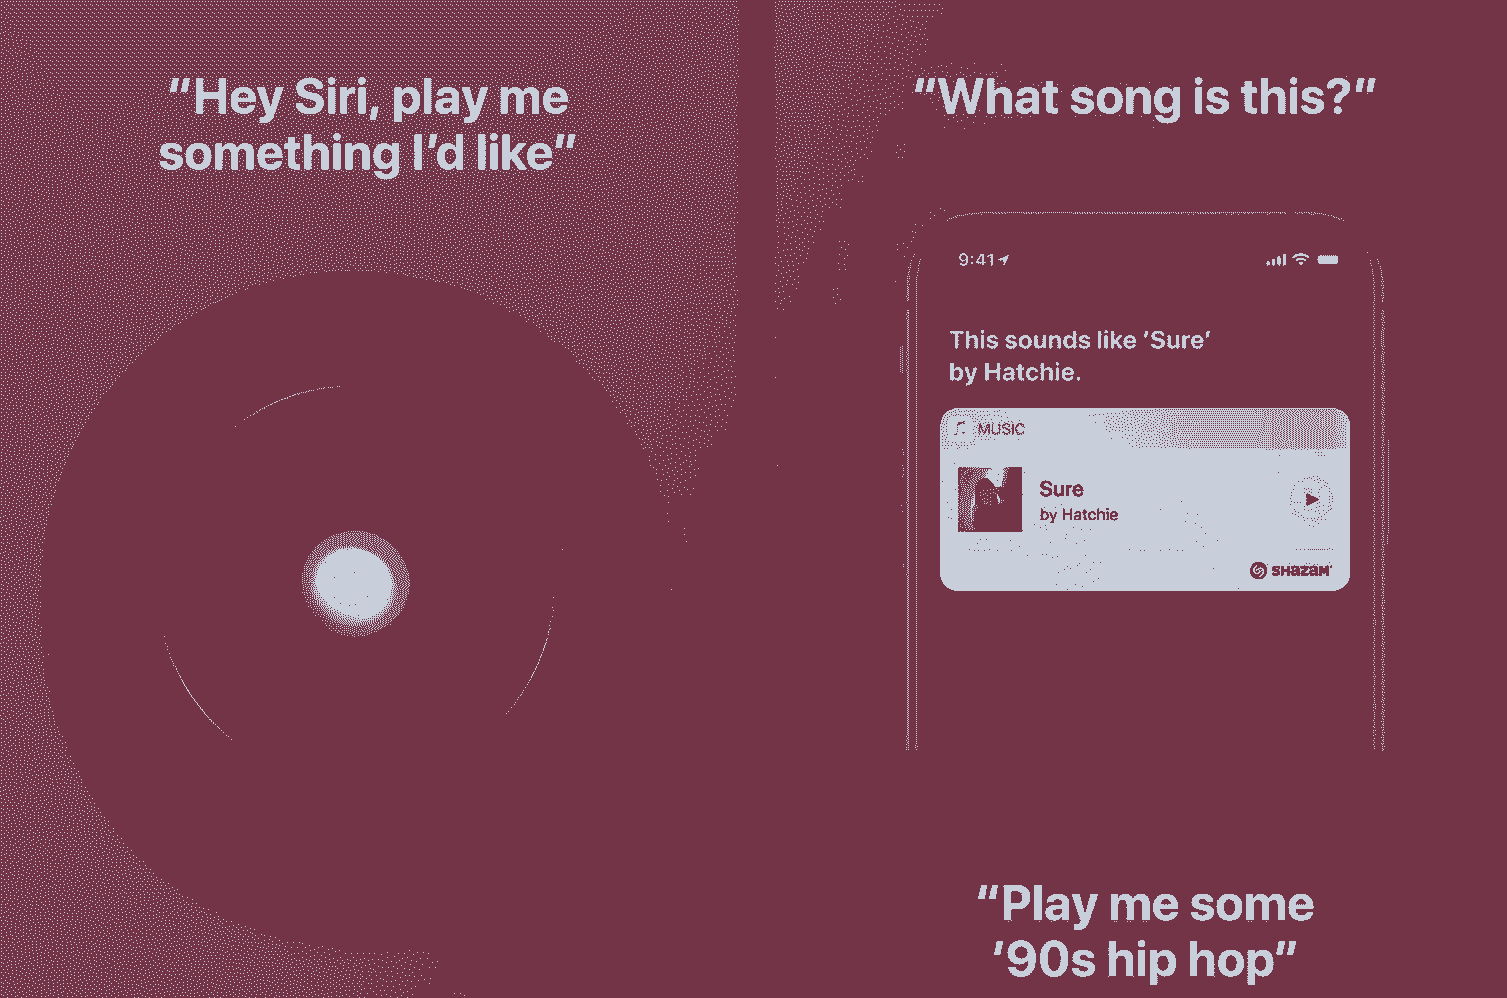 “Hey Siri, play me
something I’d like”
“What song is this?”
9:41
This sounds like ‘Sure’
by Hatchie.
MUSIC
Sure
by Hatchie
SHAZAM
“Play me some
’90s hip hop”